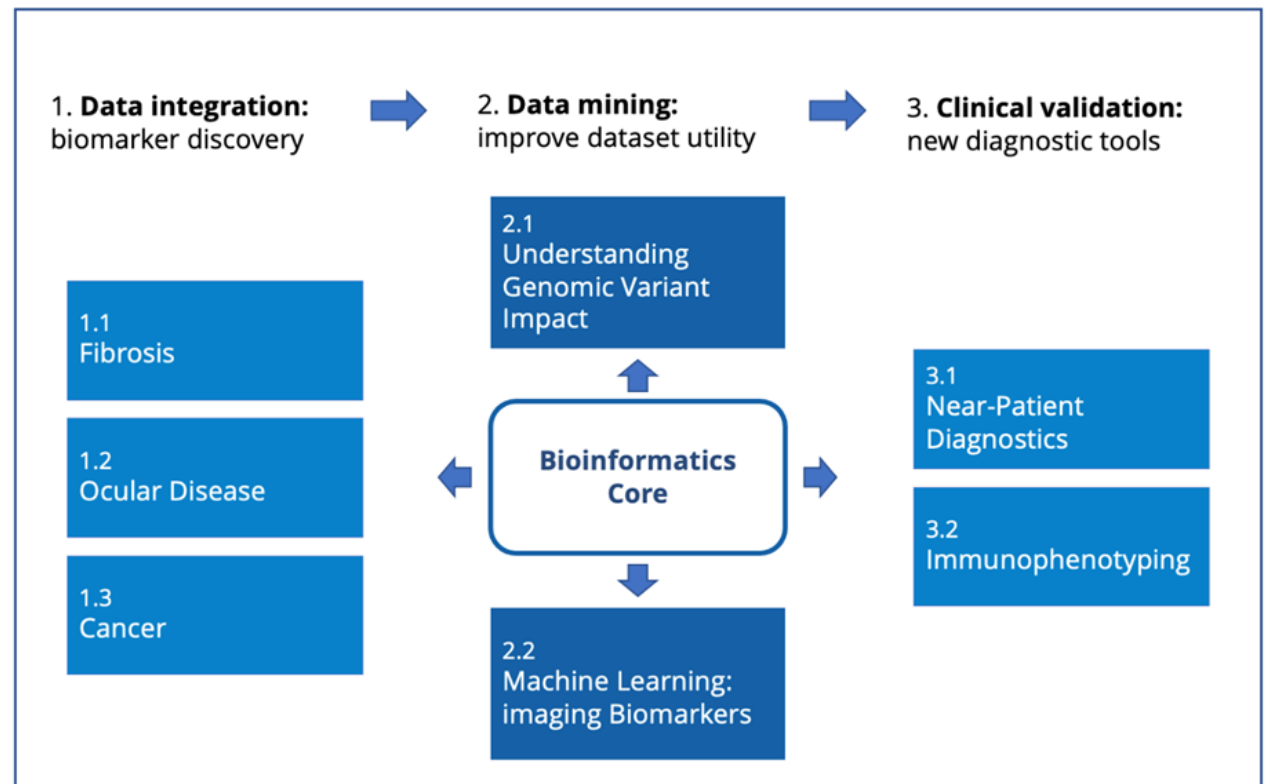 1. Data integration:
biomarker discovery
2. Data mining:
improve dataset utility
3. Clinical validation:
new diagnostic tools
1.1
Fibrosis
1.2
Ocular Disease
1.3
Cancer
2.1
Understanding
Genomic Variant
Impact
Bioinformatics
Core
2.2
Machine Learning:
imaging Biomarkers
3.1
Near-Patient
Diagnostics
3.2
Immunophenotyping